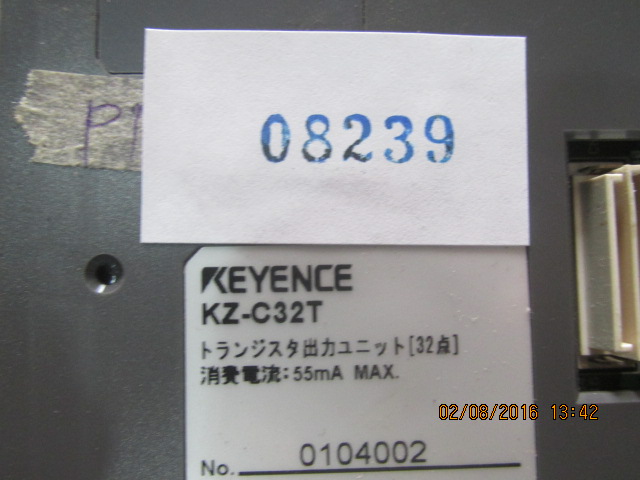 08239
KEYENCE
KZ-C32T
トランジスタ出力ユニット[32点]
消費電流:55mA MAX.
No. 0104002
02/08/2016 13:42